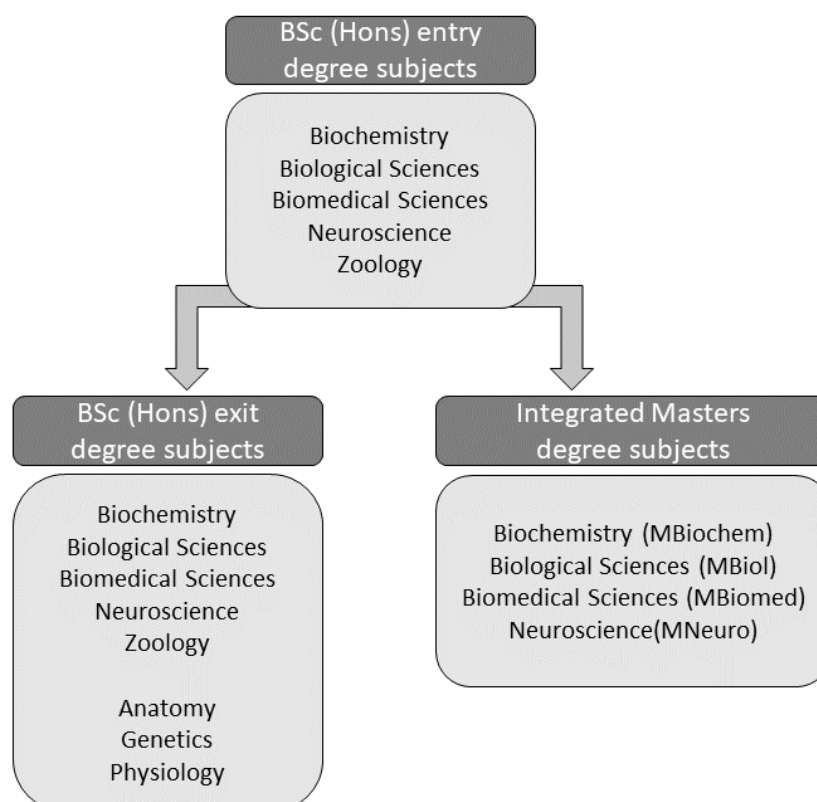 BSc (Hons) entry
degree subjects
Biochemistry
Biological Sciences
Biomedical Sciences
Neuroscience
Zoology
BSc (Hons) exit
degree subjects
Biochemistry
Biological Sciences
Biomedical Sciences
Neuroscience
Zoology
Anatomy
Genetics
Physiology
Integrated Masters
degree subjects
Biochemistry (MBiochem)
Biological Sciences (MBiol)
Biomedical Sciences (MBiomed)
Neuroscience(MNeuro)